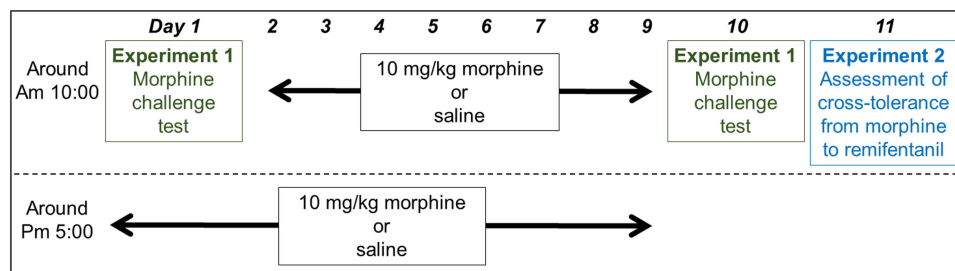 Day 1 2 3 4 5 6 7 8 9 10 11
Around
Am 10:00
Experiment 1
Morphine
challenge
test
10 mg/kg morphine
or
saline
Experiment 1
Morphine
challenge
test
Experiment 2
Assessment of
cross-tolerance
from morphine
to remifentanil
Around
Pm 5:00
10 mg/kg morphine
or
saline